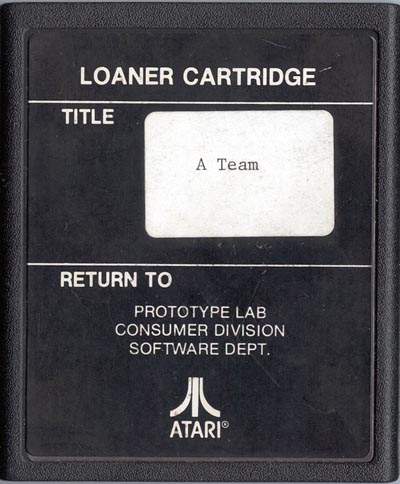 LOANER CARTRIDGE
TITLE
A Team
RETURN TO
PROTOTYPE LAB
CONSUMER DIVISION
SOFTWARE DEPT.
ATARI®